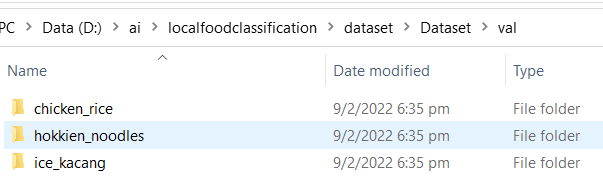 PC > Data (D:) > ai > localfoodclassification > dataset > Dataset > val
Name Date modified Type
chicken_rice 9/2/2022 6:35 pm File folder
hokkien_noodles 9/2/2022 6:35 pm File folder
ice_kacang 9/2/2022 6:35 pm File folder